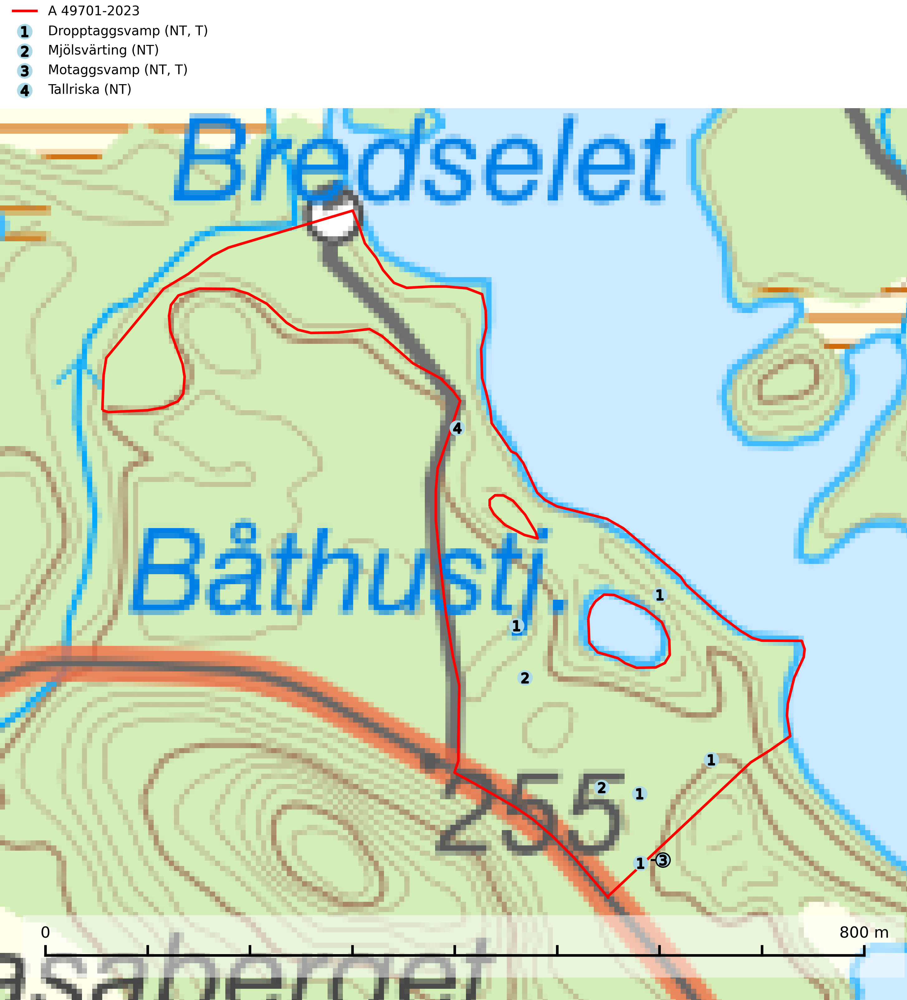 A 49701-2023
1 Dropptaggsvamp (NT, T)
2 Mjölsvärting (NT)
3 Motaggsvamp (NT, T)
4 Tallriska (NT)
Bredselet
4
Båthustj.
1
1
2
1
2
1
255
1
3
0
800 m
asaberget